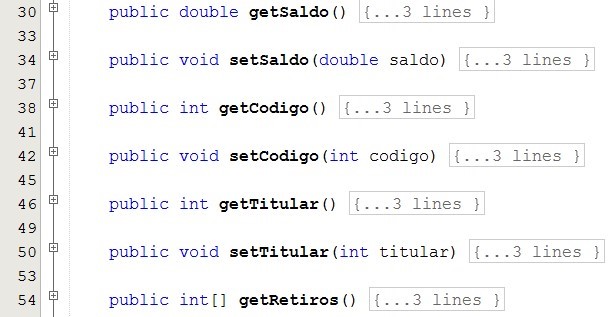 30 public double getSaldo() {...3 lines }
33
34 public void setSaldo(double saldo) {...3 lines }
37
38 public int getCodigo() {...3 lines }
41
42 public void setCodigo(int codigo) {...3 lines }
45
46 public int getTitular() {...3 lines }
49
50 public void setTitular(int titular) {...3 lines }
53
54 public int[] getRetiros() {...3 lines }